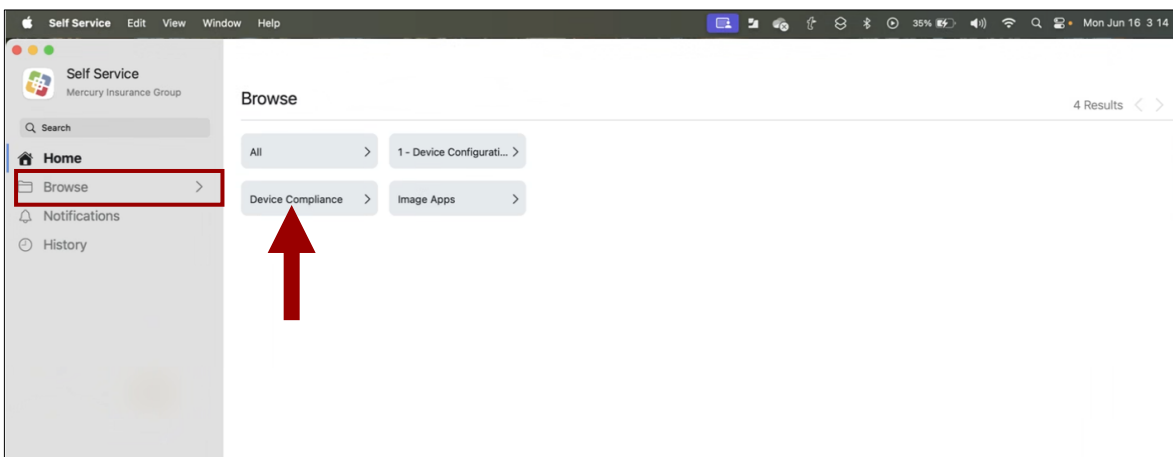 Self Service Edit View Window Help 35% Mon Jun 16 3 14
Self Service
Mercury Insurance Group
Search
Home
Browse
Notifications
History
Browse
4 Results
All
1 - Device Configurati...
Device Compliance
Image Apps